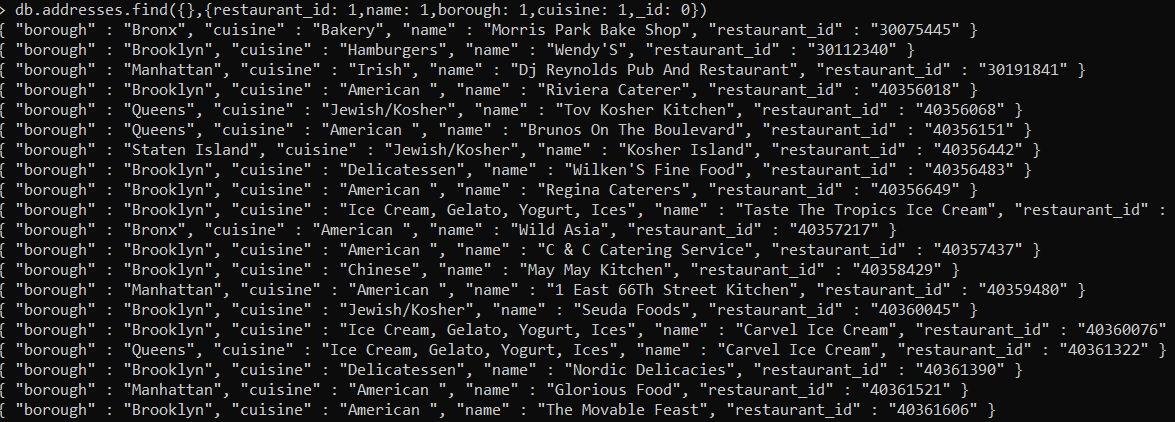 > db.addresses.find({},{restaurant_id: 1,name: 1,borough: 1,cuisine: 1,_id: 0})
{ "borough" : "Bronx", "cuisine" : "Bakery", "name" : "Morris Park Bake Shop", "restaurant_id" : "30075445" }
{ "borough" : "Brooklyn", "cuisine" : "Hamburgers", "name" : "Wendy'S", "restaurant_id" : "30112340" }
{ "borough" : "Manhattan", "cuisine" : "Irish", "name" : "Dj Reynolds Pub And Restaurant", "restaurant_id" : "30191841" }
{ "borough" : "Brooklyn", "cuisine" : "American ", "name" : "Riviera Caterer", "restaurant_id" : "40356018" }
{ "borough" : "Queens", "cuisine" : "Jewish/Kosher", "name" : "Tov Kosher Kitchen", "restaurant_id" : "40356068" }
{ "borough" : "Queens", "cuisine" : "American ", "name" : "Brunos On The Boulevard", "restaurant_id" : "40356151" }
{ "borough" : "Staten Island", "cuisine" : "Jewish/Kosher", "name" : "Kosher Island", "restaurant_id" : "40356442" }
{ "borough" : "Brooklyn", "cuisine" : "Delicatessen", "name" : "Wilken'S Fine Food", "restaurant_id" : "40356483" }
{ "borough" : "Brooklyn", "cuisine" : "American ", "name" : "Regina Caterers", "restaurant_id" : "40356649" }
{ "borough" : "Brooklyn", "cuisine" : "Ice Cream, Gelato, Yogurt, Ices", "name" : "Taste The Tropics Ice Cream", "restaurant_id" :
{ "borough" : "Bronx", "cuisine" : "American ", "name" : "Wild Asia", "restaurant_id" : "40357217" }
{ "borough" : "Brooklyn", "cuisine" : "American ", "name" : "C & C Catering Service", "restaurant_id" : "40357437" }
{ "borough" : "Brooklyn", "cuisine" : "Chinese", "name" : "May May Kitchen", "restaurant_id" : "40358429" }
{ "borough" : "Manhattan", "cuisine" : "American ", "name" : "1 East 66Th Street Kitchen", "restaurant_id" : "40359480" }
{ "borough" : "Brooklyn", "cuisine" : "Jewish/Kosher", "name" : "Seuda Foods", "restaurant_id" : "40360045" }
{ "borough" : "Brooklyn", "cuisine" : "Ice Cream, Gelato, Yogurt, Ices", "name" : "Carvel Ice Cream", "restaurant_id" : "40360076"
{ "borough" : "Queens", "cuisine" : "Ice Cream, Gelato, Yogurt, Ices", "name" : "Carvel Ice Cream", "restaurant_id" : "40361322" }
{ "borough" : "Brooklyn", "cuisine" : "Delicatessen", "name" : "Nordic Delicacies", "restaurant_id" : "40361390" }
{ "borough" : "Manhattan", "cuisine" : "American ", "name" : "Glorious Food", "restaurant_id" : "40361521" }
{ "borough" : "Brooklyn", "cuisine" : "American ", "name" : "The Movable Feast", "restaurant_id" : "40361606" }